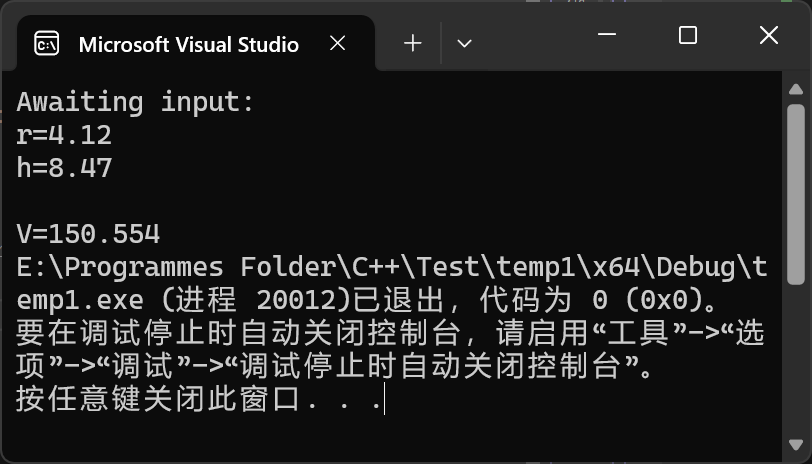 Microsoft Visual Studio
Awaiting input:
r=4.12
h=8.47
V=150.554
E:\Programmes Folder\C++\Test\temp1\x64\Debug\t
emp1.exe (进程 20012)已退出，代码为 0 (0x0)。
要在调试停止时自动关闭控制台，请启用“工具”->“选
项”->“调试”->“调试停止时自动关闭控制台”。
按任意键关闭此窗口. . .